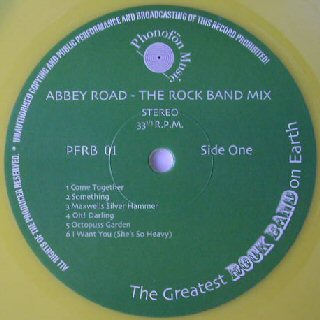 ALL RIGHTS OF THE PRODUCER RESERVED. * UNAUTHORISED COPYING AND PUBLIC PERFORMANCE AND BROADCASTING OF THIS RECORD PROHIBITED!
Phonofön Music
ABBEY ROAD - THE ROCK BAND MIX
STEREO
33⅓ R.P.M.
PFRB 01
Side One
1 Come Together
2 Something
3 Maxwells Silver Hammer
4 Oh! Darling
5 Octopuss Garden
6 I Want You (She's So Heavy)
The Greatest ROCK BAND on Earth